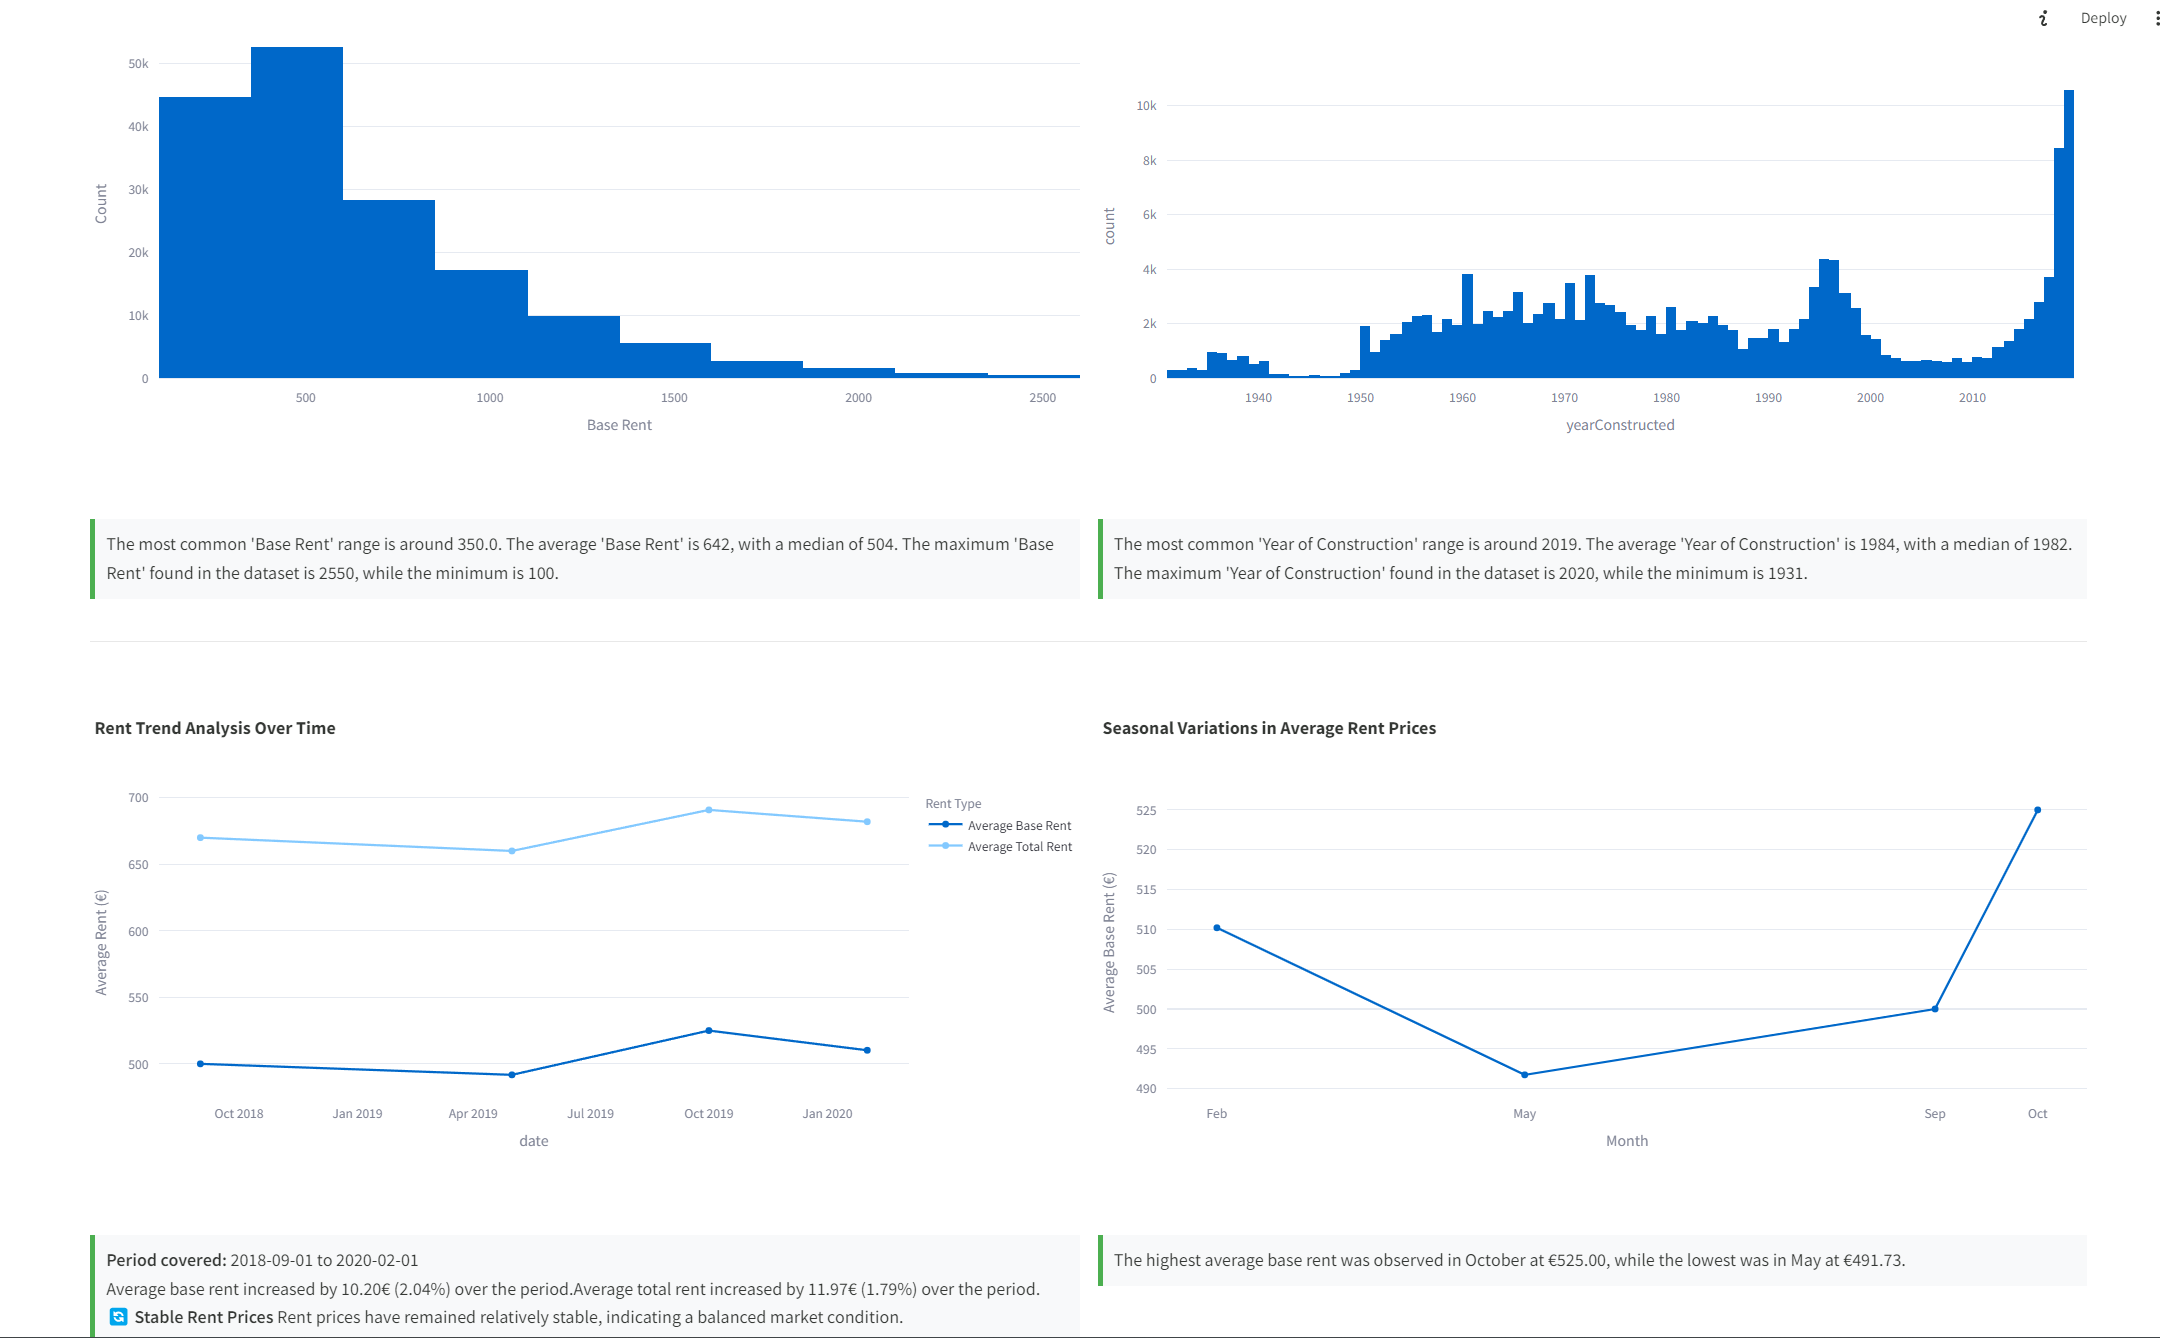 Deploy
50k
40k
30k
20k
10k
0
Count
500
1000
1500
2000
2500
Base Rent
10k
8k
6k
4k
2k
0
count
1940
1950
1960
1970
1980
1990
2000
2010
yearConstructed
The most common 'Base Rent' range is around 350.0. The average 'Base Rent' is 642, with a median of 504. The maximum 'Base
Rent' found in the dataset is 2550, while the minimum is 100.
The most common 'Year of Construction' range is around 2019. The average 'Year of Construction' is 1984, with a median of 1982.
The maximum 'Year of Construction' found in the dataset is 2020, while the minimum is 1931.
Rent Trend Analysis Over Time
700
650
600
550
500
Average Rent (€)
Oct 2018
Jan 2019
Apr 2019
Jul 2019
Oct 2019
Jan 2020
date
Rent Type
Average Base Rent
Average Total Rent
Seasonal Variations in Average Rent Prices
525
520
515
510
505
500
495
490
Average Base Rent (€)
Feb
May
Sep
Oct
Month
Period covered: 2018-09-01 to 2020-02-01
Average base rent increased by 10.20€ (2.04%) over the period.Average total rent increased by 11.97€ (1.79%) over the period.
Stable Rent Prices Rent prices have remained relatively stable, indicating a balanced market condition.
The highest average base rent was observed in October at €525.00, while the lowest was in May at €491.73.